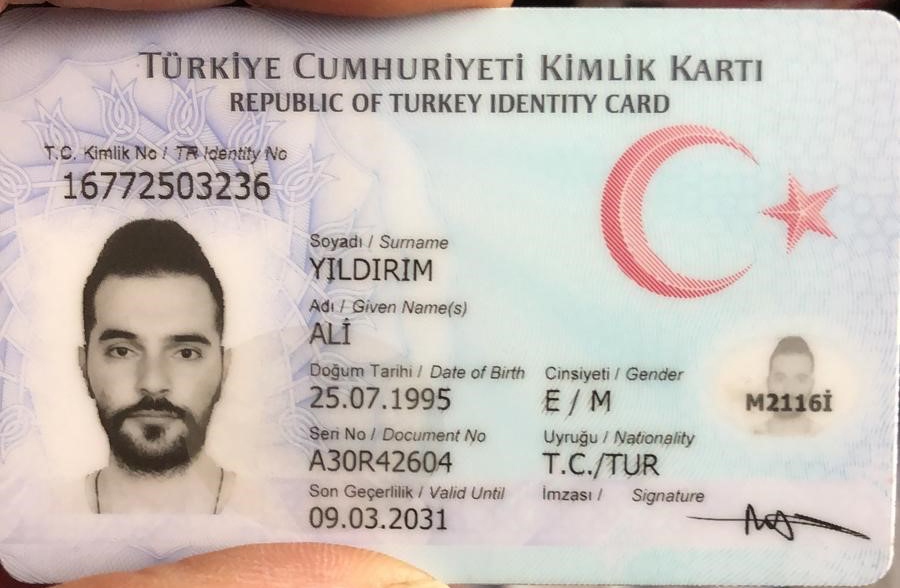 TÜRKİYE CUMHURİYETİ KİMLİK KARTI
REPUBLIC OF TURKEY IDENTITY CARD
T.C. Kimlik No / TR Identity No
16772503236
Soyadı / Surname
YILDIRIM
Adı / Given Name(s)
ALİ
Doğum Tarihi / Date of Birth Cinsiyeti / Gender
25.07.1995 E / M
M2116İ
Seri No / Document No Uyruğu / Nationality
A30R42604 T.C./TUR
Son Geçerlilik / Valid Until İmzası / Signature
09.03.2031